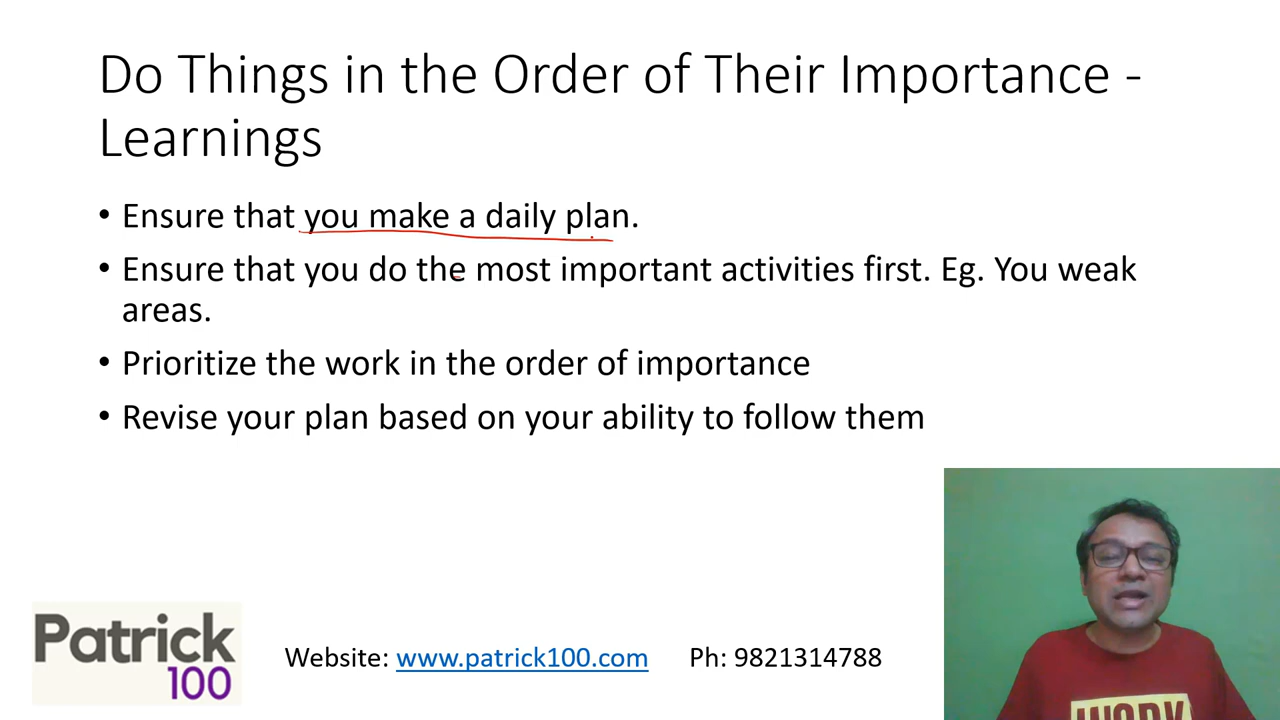 Do Things in the Order of Their Importance -
Learnings
• Ensure that you make a daily plan.
• Ensure that you do the most important activities first. Eg. You weak
areas.
• Prioritize the work in the order of importance
• Revise your plan based on your ability to follow them
Patrick
100
Website: www.patrick100.com Ph: 9821314788
WORK